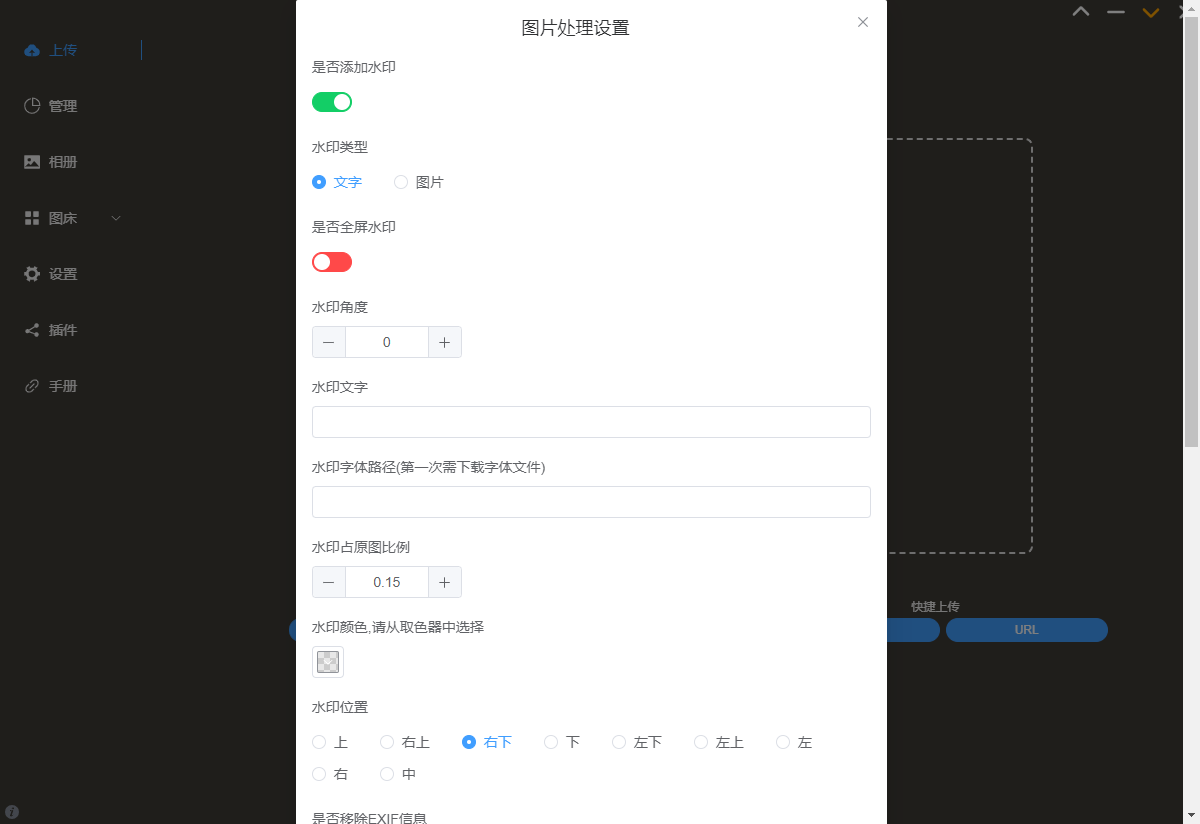 上传
管理
相册
图床
设置
插件
手册
图片处理设置
是否添加水印
水印类型
文字 图片
是否全屏水印
水印角度
0
水印文字
水印字体路径(第一次需下载字体文件)
水印占原图比例
0.15
水印颜色,请从取色器中选择
水印位置
上 右上 右下 下 左下 左上 左
右 中
是否移除EXIF信息
快捷上传
URL